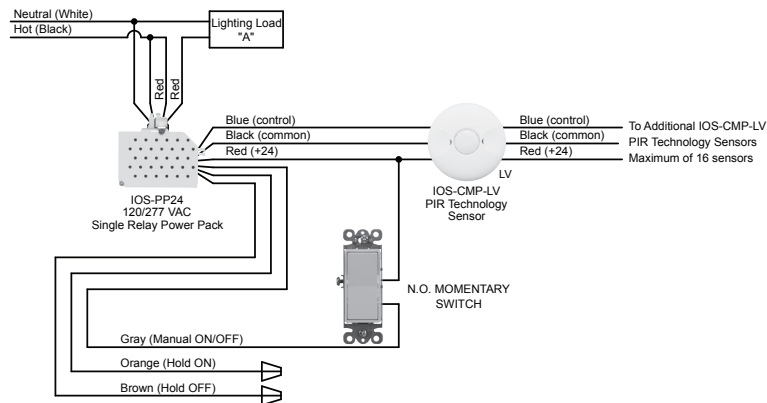 Neutral (White)
Hot (Black)
Lighting Load
"A"
Red
Red
Blue (control)
Black (common)
Red (+24)
Blue (control)
Black (common)
Red (+24)
To Additional IOS-CMP-LV
PIR Technology Sensors
Maximum of 16 sensors
LV
IOS-CMP-LV
PIR Technology
Sensor
IOS-PP24
120/277 VAC
Single Relay Power Pack
N.O. MOMENTARY
SWITCH
Gray (Manual ON/OFF)
Orange (Hold ON)
Brown (Hold OFF)